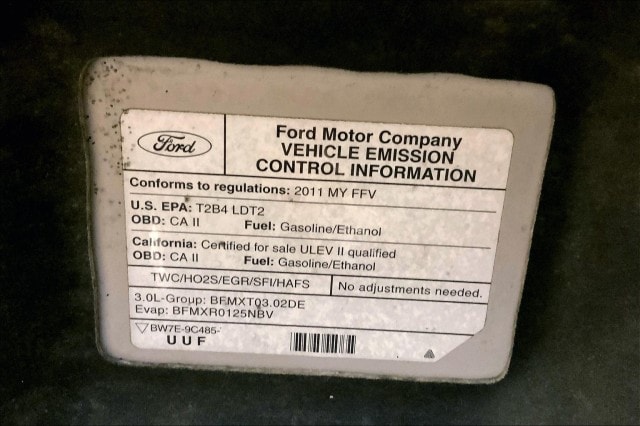 Ford
Ford Motor Company
VEHICLE EMISSION
CONTROL INFORMATION
Conforms to regulations: 2011 MY FFV
U.S. EPA: T2B4 LDT2
OBD: CA II Fuel: Gasoline/Ethanol
California: Certified for sale ULEV II qualified
OBD: CA II Fuel: Gasoline/Ethanol
TWC/HO2S/EGR/SFI/HAFS
No adjustments needed.
3.0L-Group: BFMXT03.02DE
Evap: BFMXR0125NBV
BW7E-9C485-
UUF